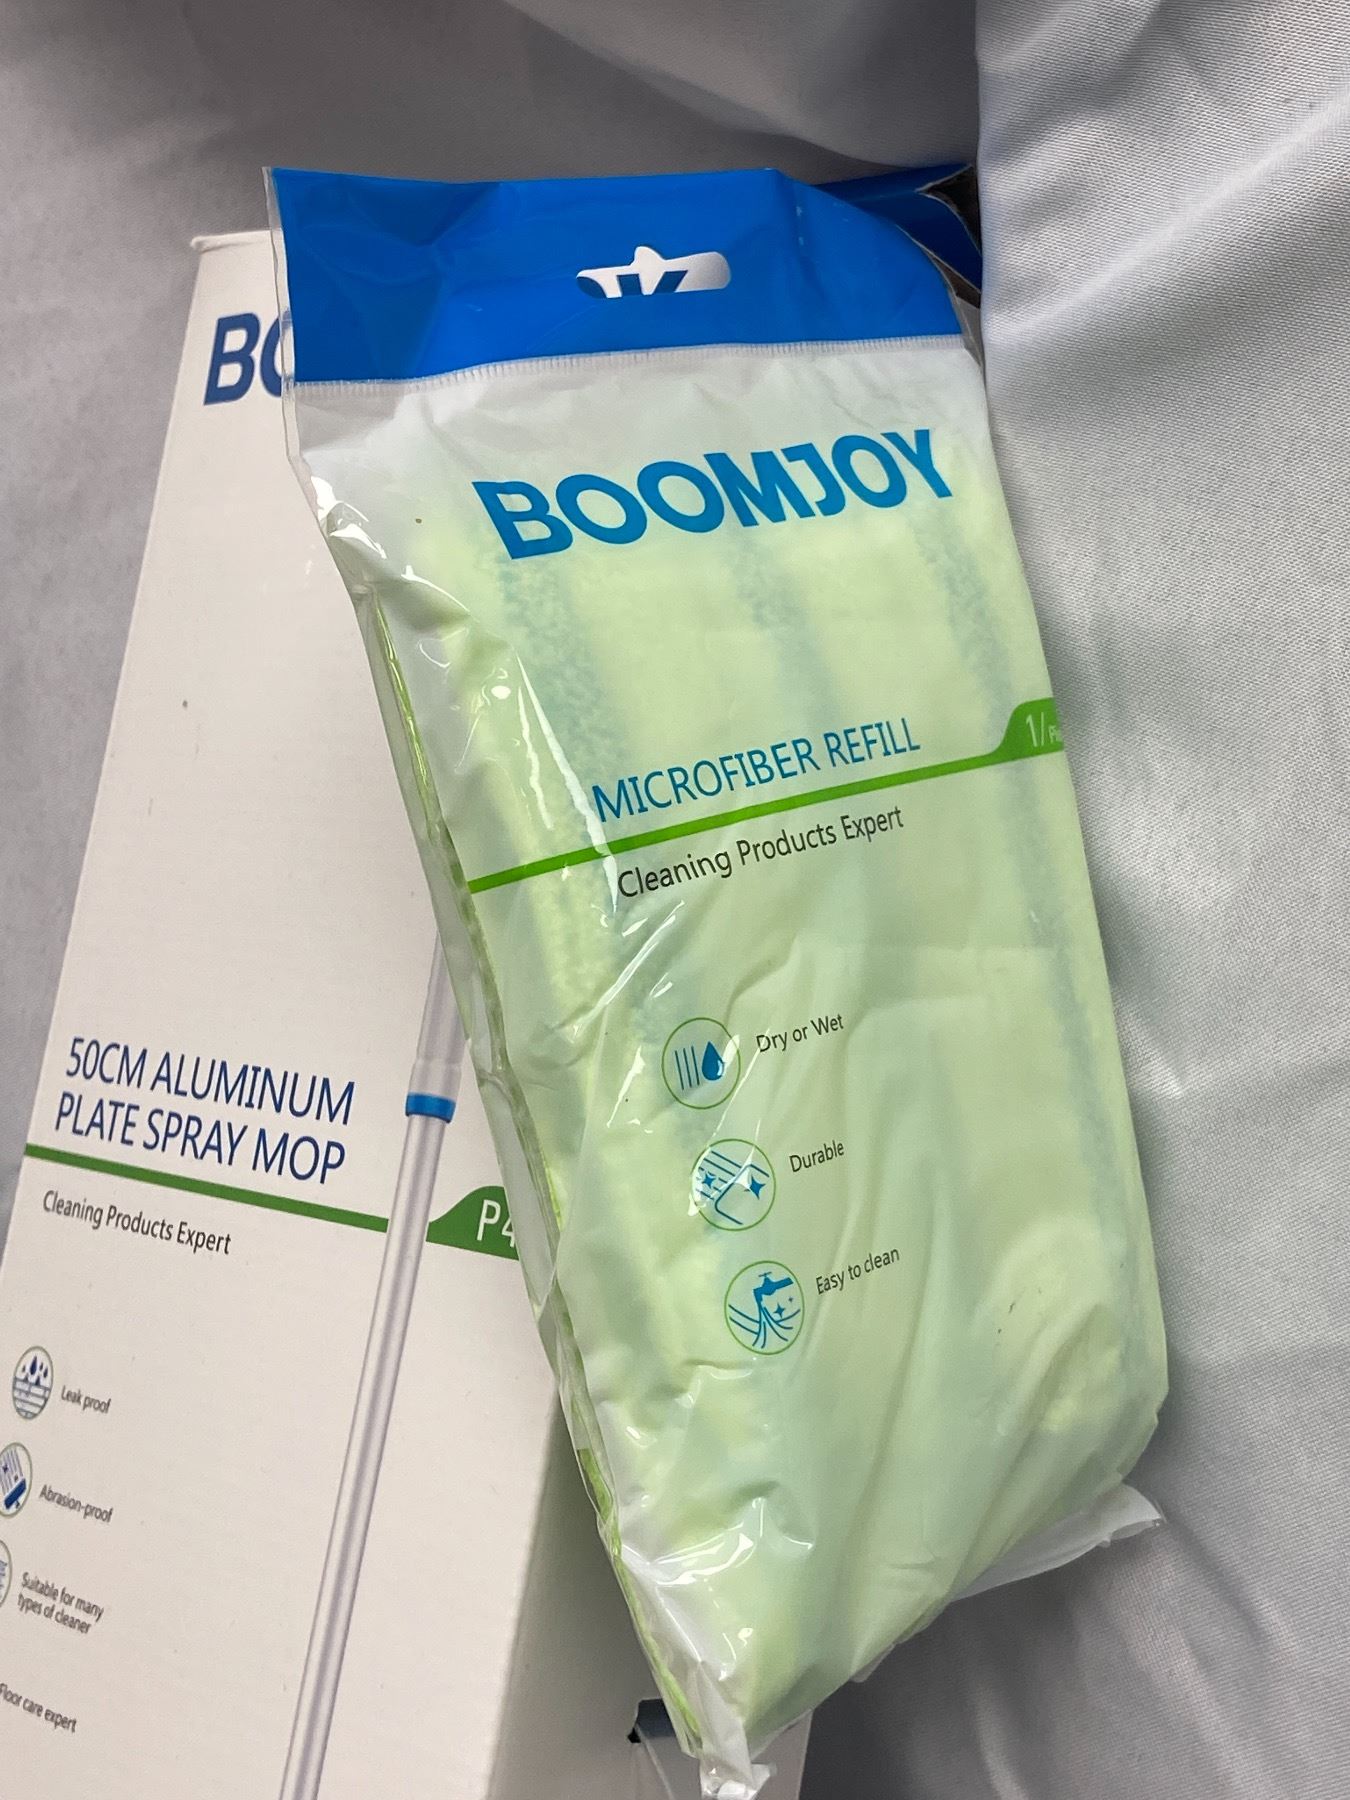 BOOMJOY
MICROFIBER REFILL
1/
Cleaning Products Expert
Dry or Wet
Durable
Easy to clean
50CM ALUMINUM
PLATE SPRAY MOP
Cleaning Products Expert
Leak proof
Abrasion-proof
Suitable for many
types of cleaner
Floor care expert